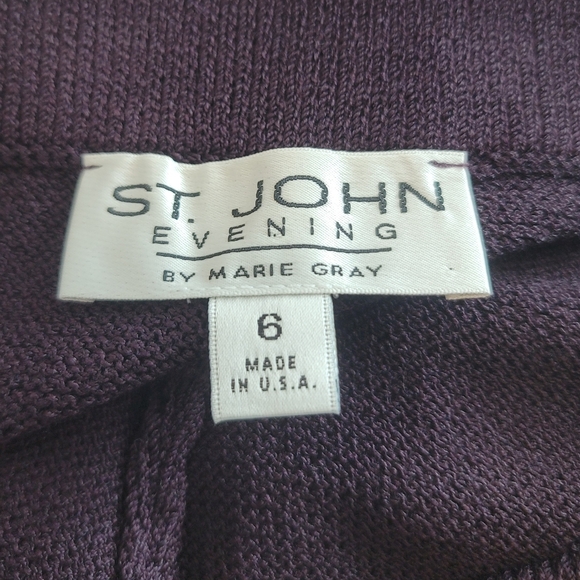 ST. JOHN
EVENING
BY MARIE GRAY
6
MADE
IN U.S.A.